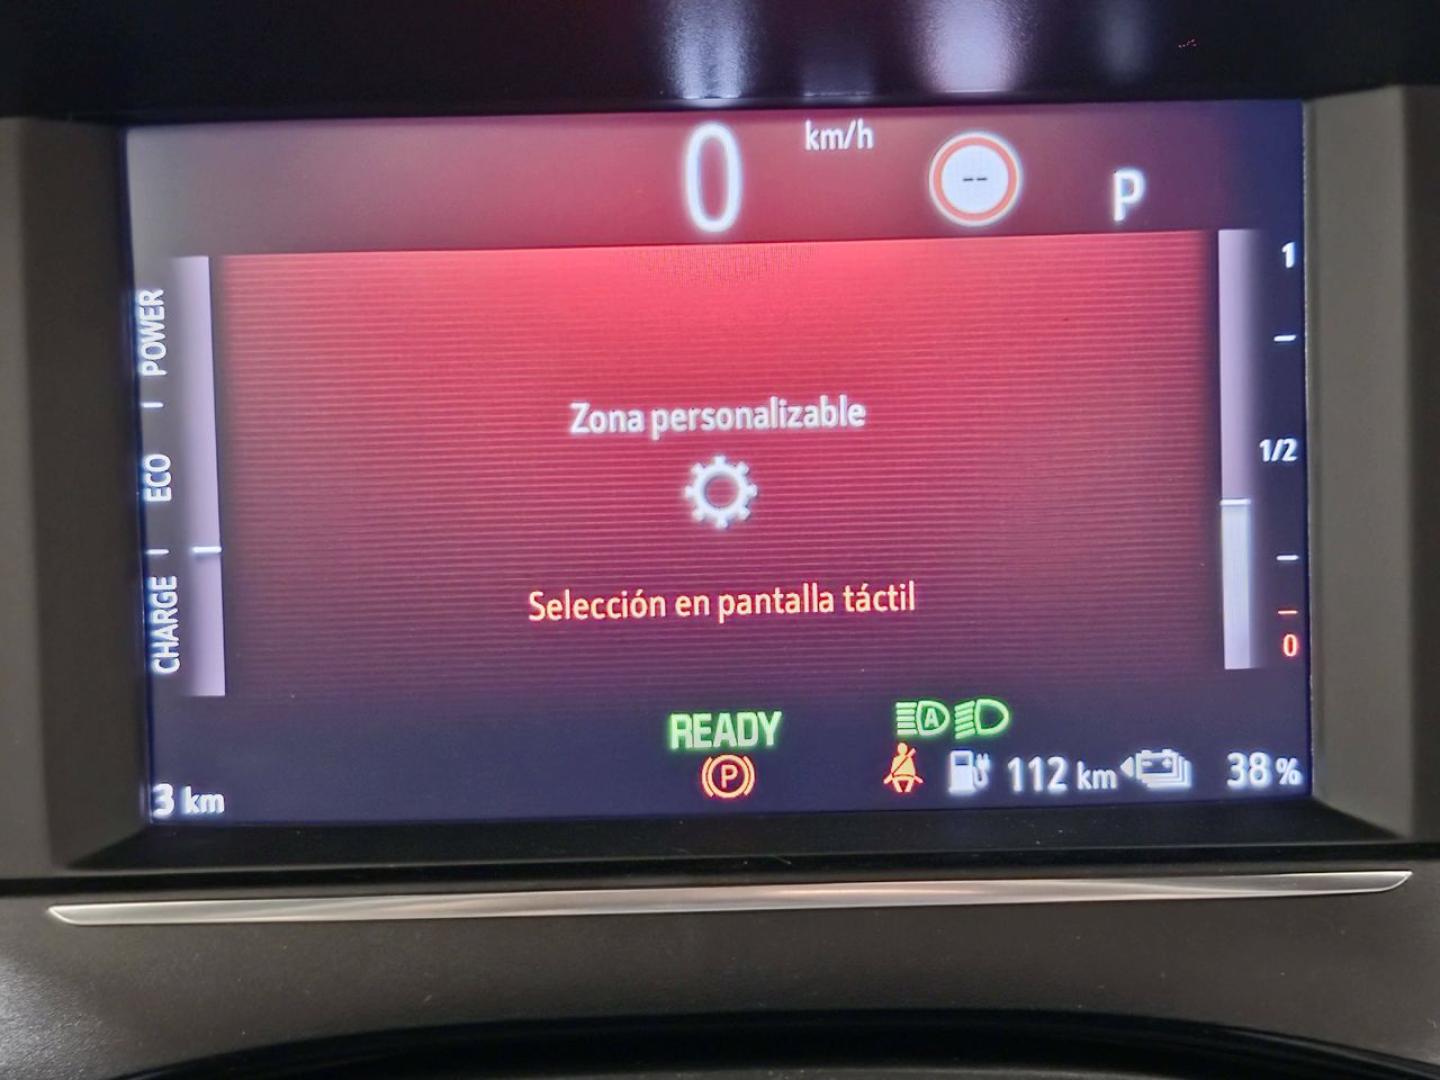 0 km/h
--
P
POWER
ECO
CHARGE
1
1/2
0
Zona personalizable
Selección en pantalla táctil
READY
A
P
3 km
112 km
38 %